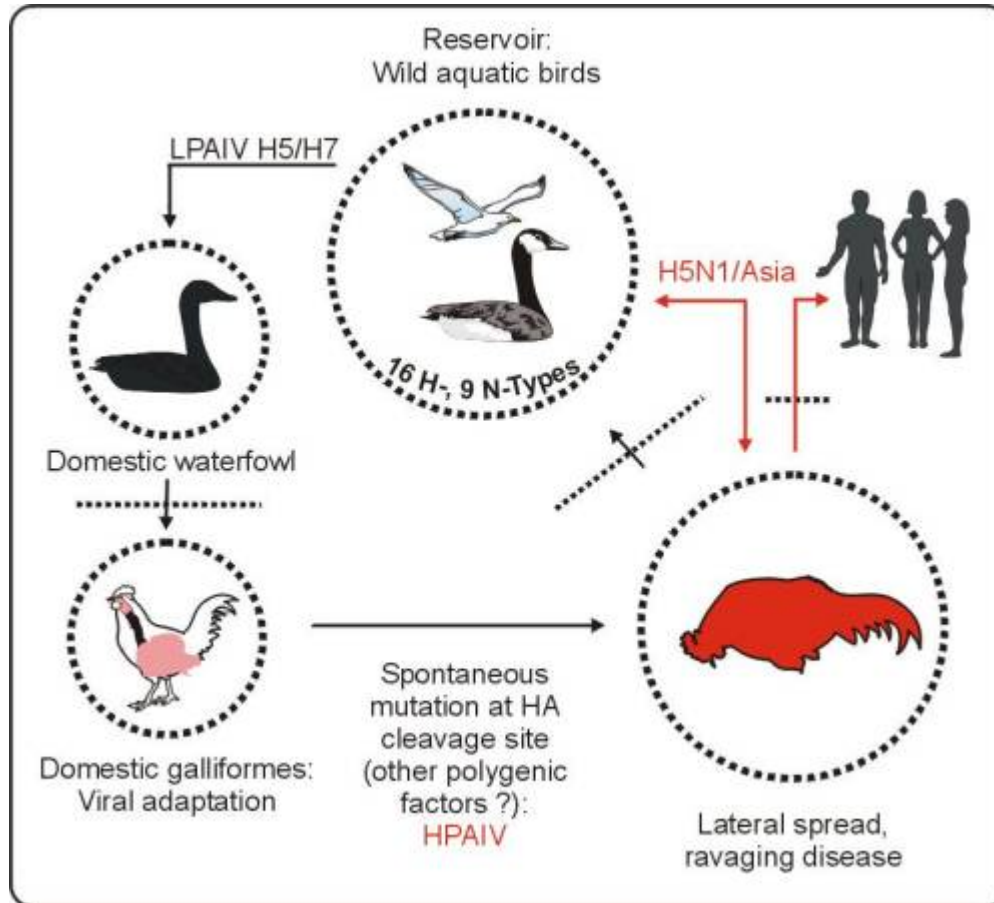 Reservoir:
Wild aquatic birds
LPAIV H5/H7
H5N1/Asia
16 H-, 9 N-Types
Domestic waterfowl
Domestic galliformes:
Viral adaptation
Spontaneous
mutation at HA
cleavage site
(other polygenic
factors ?):
HPAIV
Lateral spread,
ravaging disease